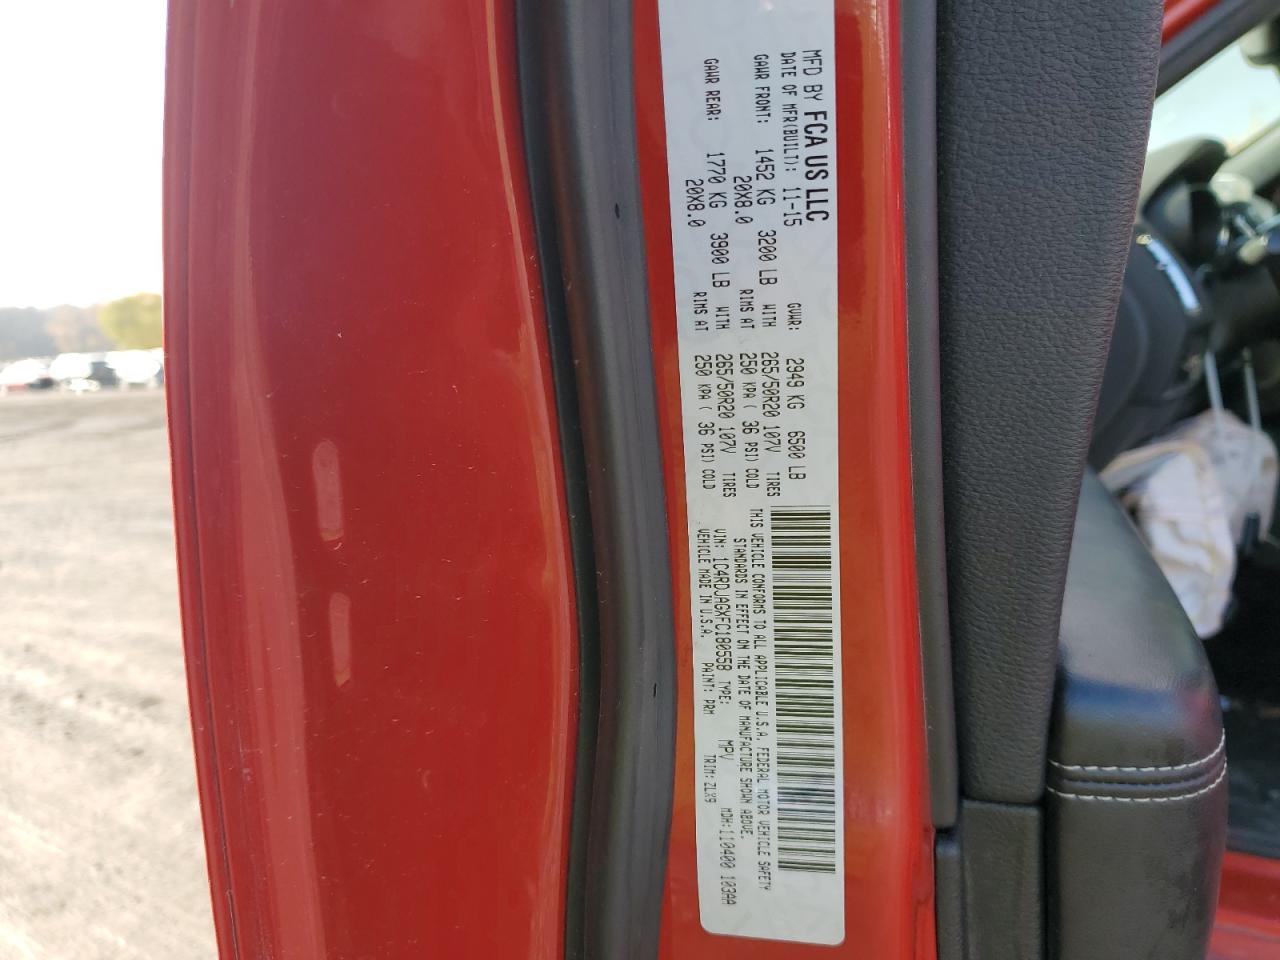 MFD BY FCA US LLC
DATE OF MFR(BUILT): 11-15 GVWR: 2949 KG 6500 LB
GAWR FRONT: 1452 KG 3200 LB WITH 265/50R20 107V TIRES
20X8.0 RIMS AT 250 KPA ( 36 PSI) COLD
GAWR REAR: 1770 KG 3900 LB WITH 265/50R20 107V TIRES
20X8.0 RIMS AT 250 KPA ( 36 PSI) COLD
THIS VEHICLE CONFORMS TO ALL APPLICABLE U.S.A. FEDERAL MOTOR VEHICLE SAFETY
STANDARDS IN EFFECT ON THE DATE OF MANUFACTURE SHOWN ABOVE.
VIN: 1C4RDJAGXFC180558 TYPE: MPV MDH:110400 103AA
VEHICLE MADE IN U.S.A. PAINT: PRM TRIM: ZLX9